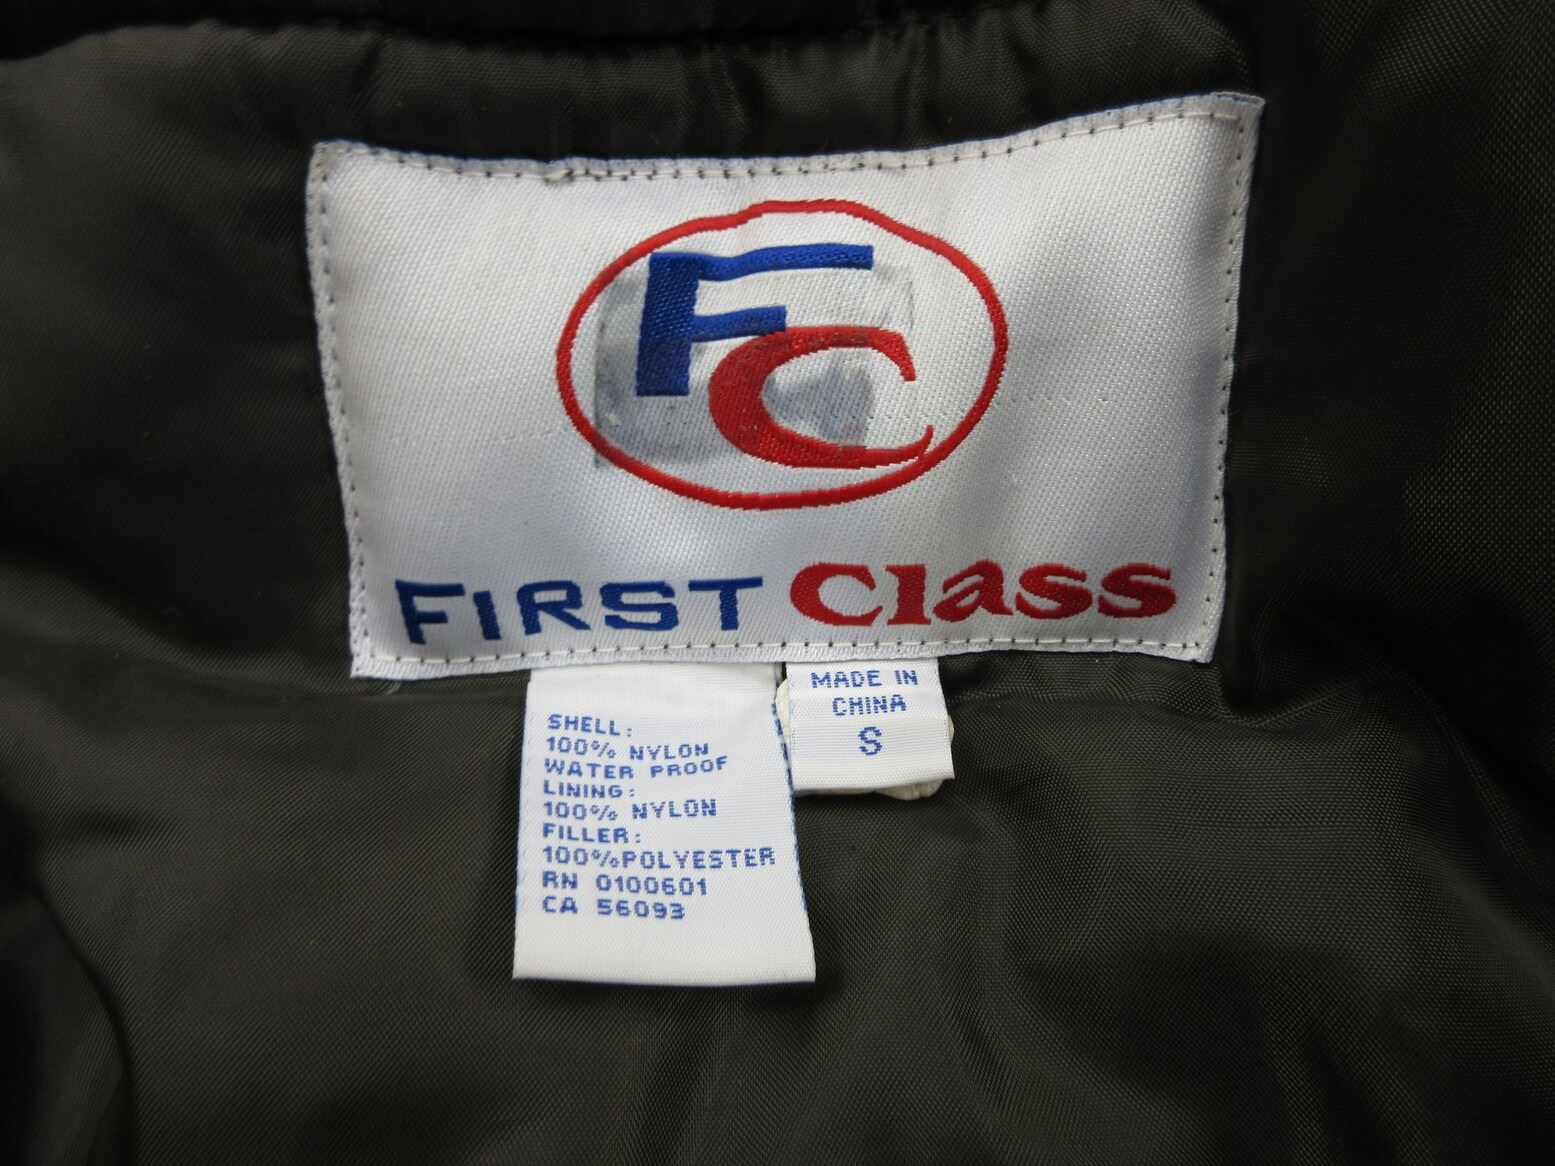 FC
FIRST Class
MADE IN
CHINA
S
SHELL:
100% NYLON
WATER PROOF
LINING:
100% NYLON
FILLER:
100%POLYESTER
RN 0100601
CA 56093